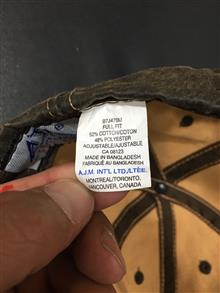 FULL FIT
52% COTTON/COTON
48% POLYESTER
ADJUSTABLE/AJUSTABLE
CA 08123
MADE IN BANGLADESH
FABRIQUÉ AU BANGLADESH
A.J.M. INT'L LTD/LTÉE.
MONTREAL/TORONTO,
VANCOUVER, CANADA